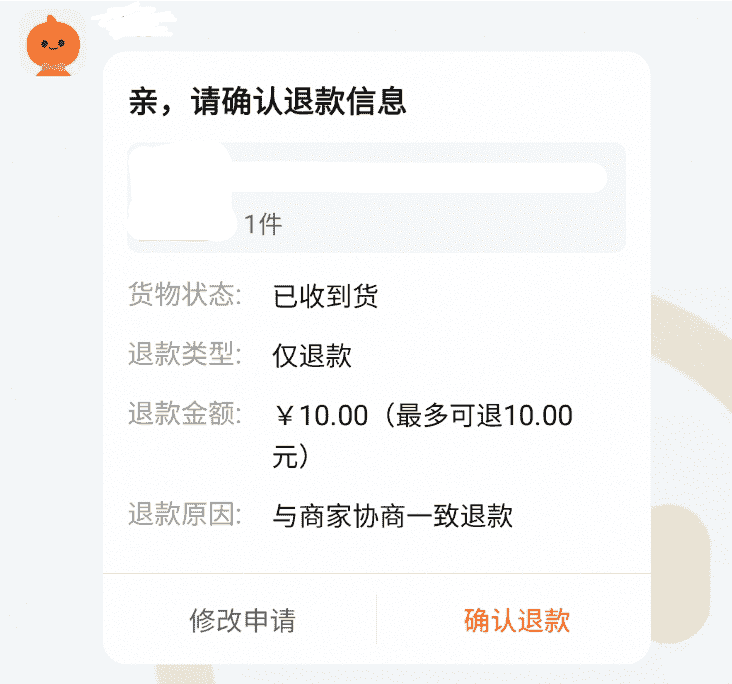 亲，请确认退款信息
1件
货物状态: 已收到货
退款类型: 仅退款
退款金额: ￥10.00（最多可退10.00
元）
退款原因: 与商家协商一致退款
修改申请 确认退款